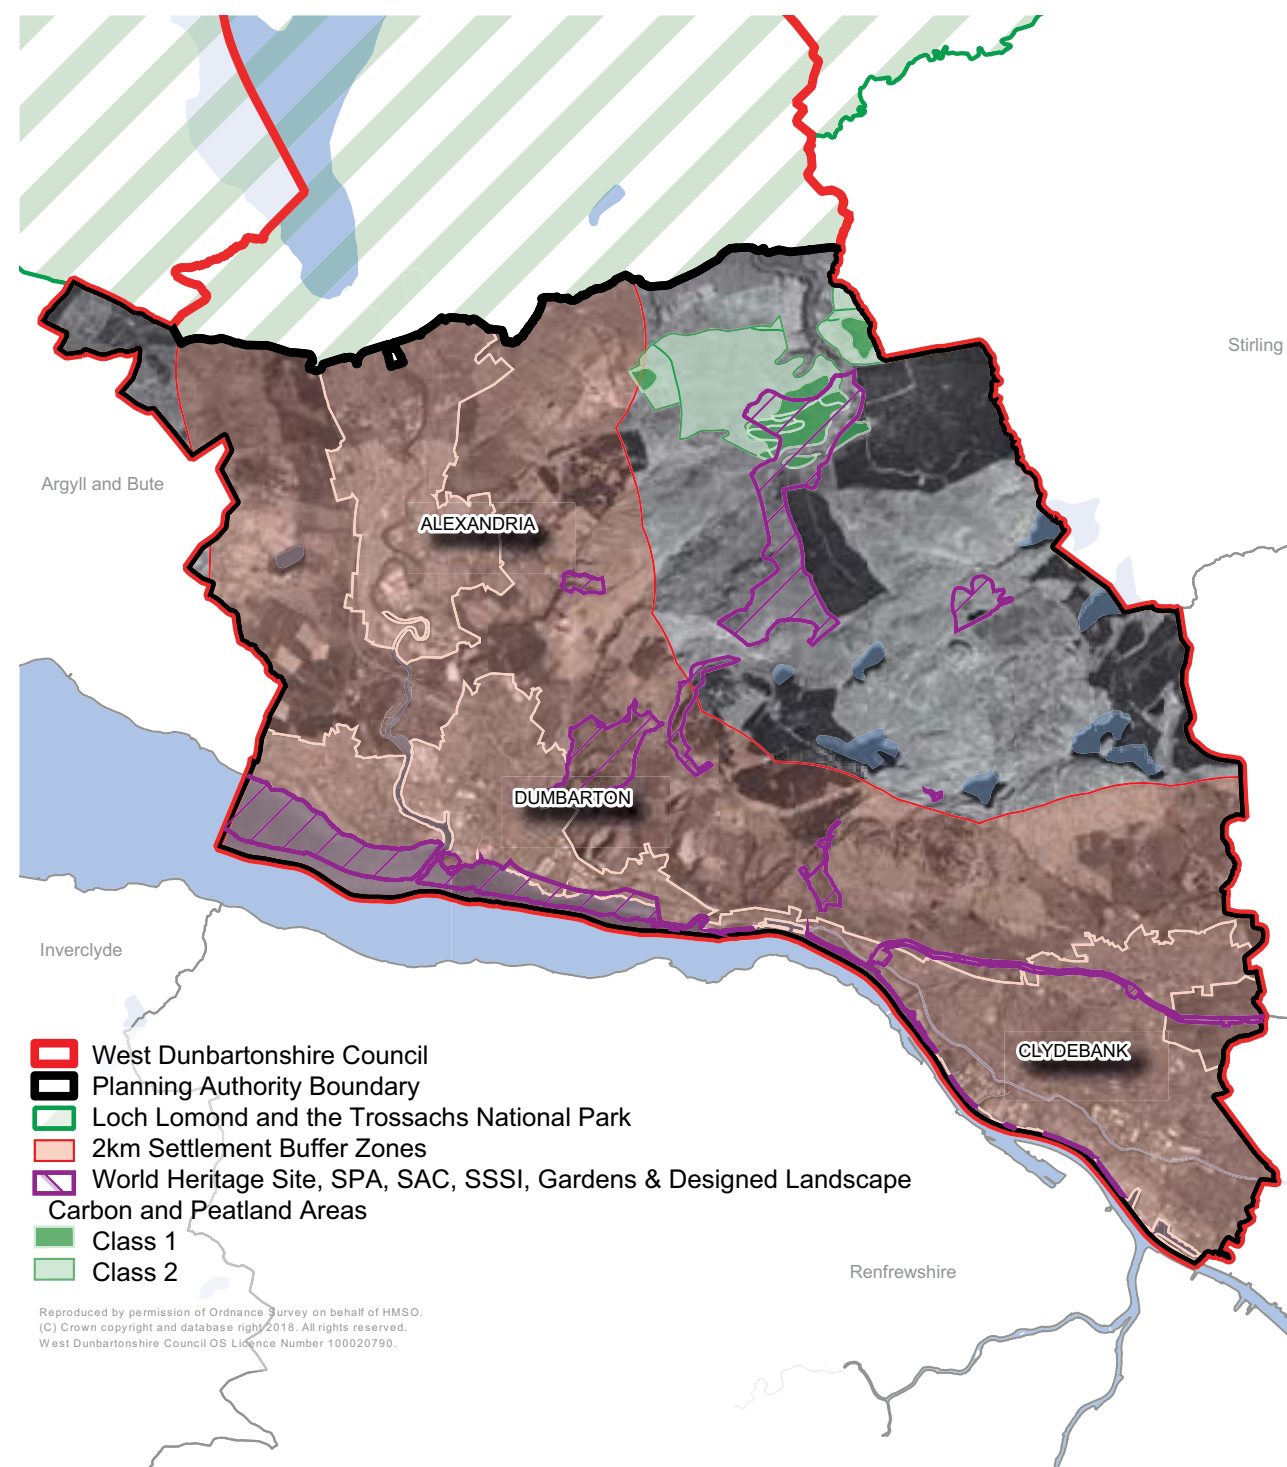 Stirling
Argyll and Bute
ALEXANDRIA
DUMBARTON
Inverclyde
CLYDEBANK
West Dunbartonshire Council
Planning Authority Boundary
Loch Lomond and the Trossachs National Park
2km Settlement Buffer Zones
World Heritage Site, SPA, SAC, SSSI, Gardens & Designed Landscape
Carbon and Peatland Areas
Class 1
Class 2
Renfrewshire
Reproduced by permission of Ordnance Survey on behalf of HMSO.
(C) Crown copyright and database right 2018. All rights reserved.
West Dunbartonshire Council OS Licence Number 100020790.